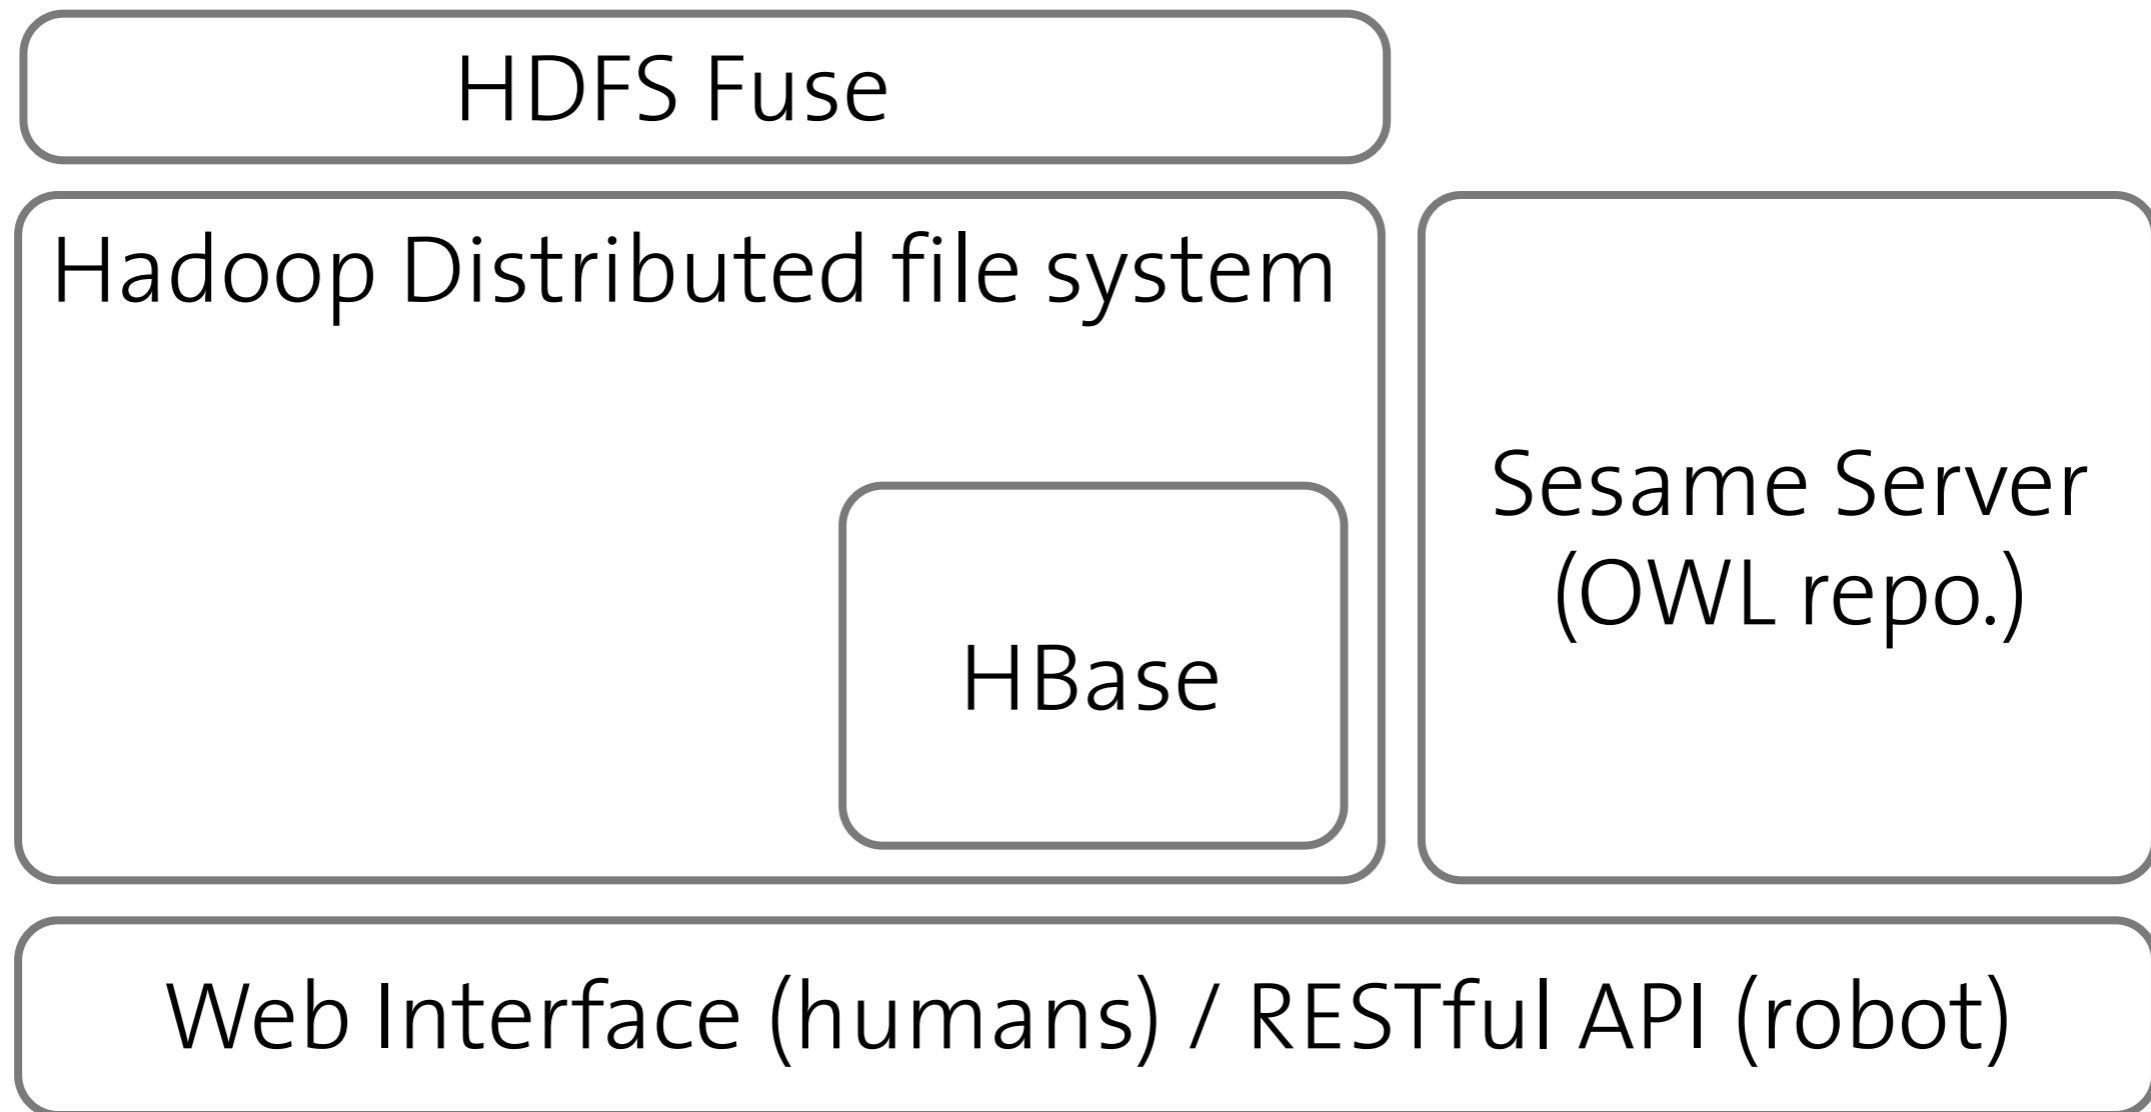 HDFS Fuse
Hadoop Distributed file system
HBase
Sesame Server
(OWL repo.)
Web Interface (humans) / RESTful API (robot)